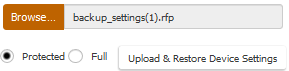 Browse... backup_settings(1).rfp
Protected Full Upload & Restore Device Settings